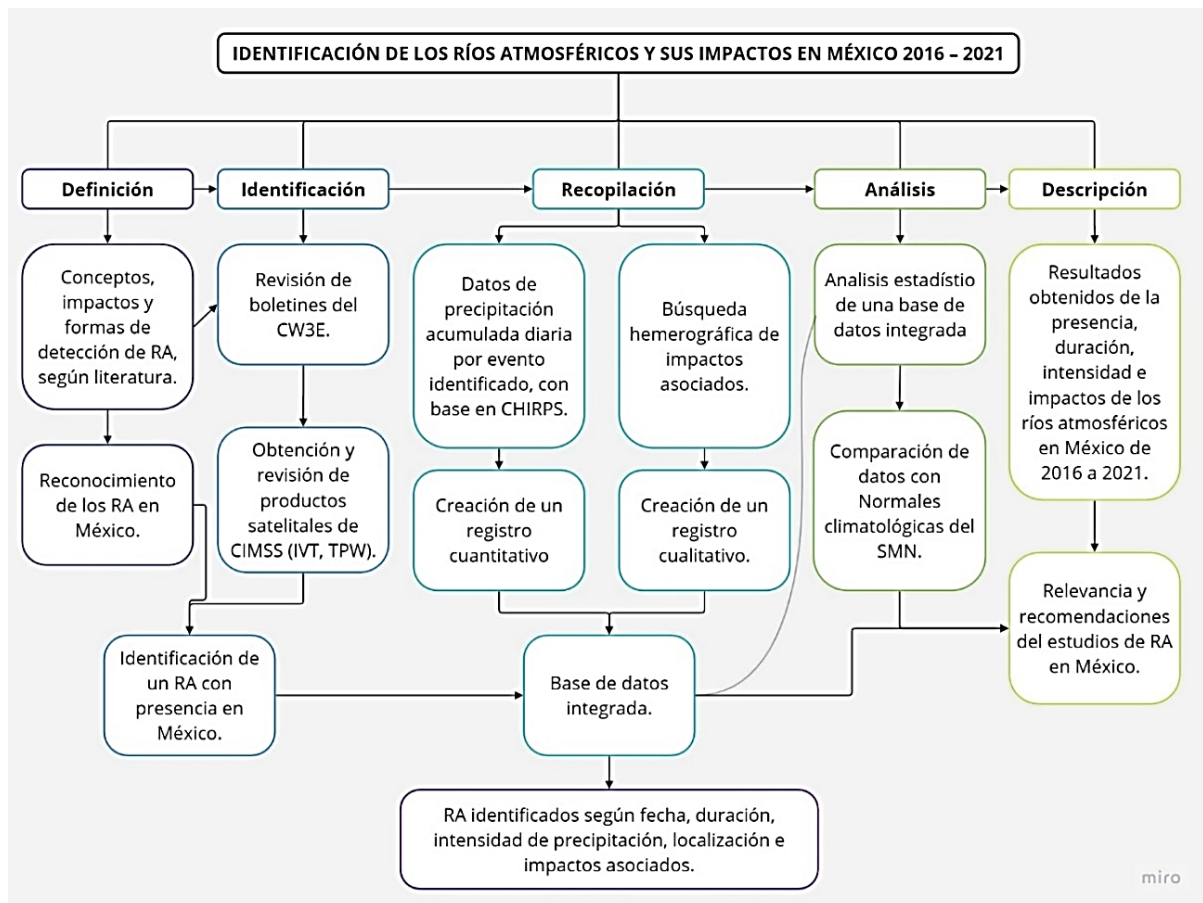 IDENTIFICACIÓN DE LOS RÍOS ATMOSFÉRICOS Y SUS IMPACTOS EN MÉXICO 2016 – 2021
Definición
Identificación
Recopilación
Análisis
Descripción
Conceptos,
impactos y
formas de
detección de RA,
según literatura.
Revisión de
boletines del
CW3E.
Datos de
precipitación
acumulada diaria
por evento
identificado, con
base en CHIRPS.
Búsqueda
hemerográfica de
impactos
asociados.
Analisis estadístio
de una base de
datos integrada
Resultados
obtenidos de la
presencia,
duración,
intensidad e
impactos de los
ríos atmosféricos
en México de
2016 a 2021.
Reconocimiento
de los RA en
México.
Obtención y
revisión de
productos
satelitales de
CIMSS (IVT, TPW).
Creación de un
registro
cuantitativo
Creación de un
registro
cualitativo.
Comparación de
datos con
Normales
climatológicas del
SMN.
Relevancia y
recomendaciones
del estudios de RA
en México.
Identificación de
un RA con
presencia en
México.
Base de datos
integrada.
RA identificados según fecha, duración,
intensidad de precipitación, localización e
impactos asociados.
miro